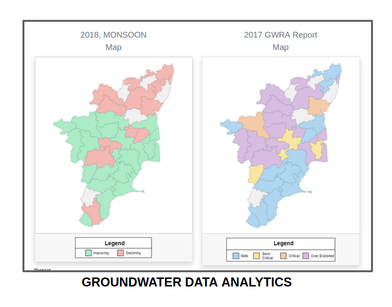 2018, MONSOON
Map
2017 GWRA Report
Map
Legend
Improving
Declining
Legend
Safe
Semi Critical
Critical
Over Exploited
GROUNDWATER DATA ANALYTICS